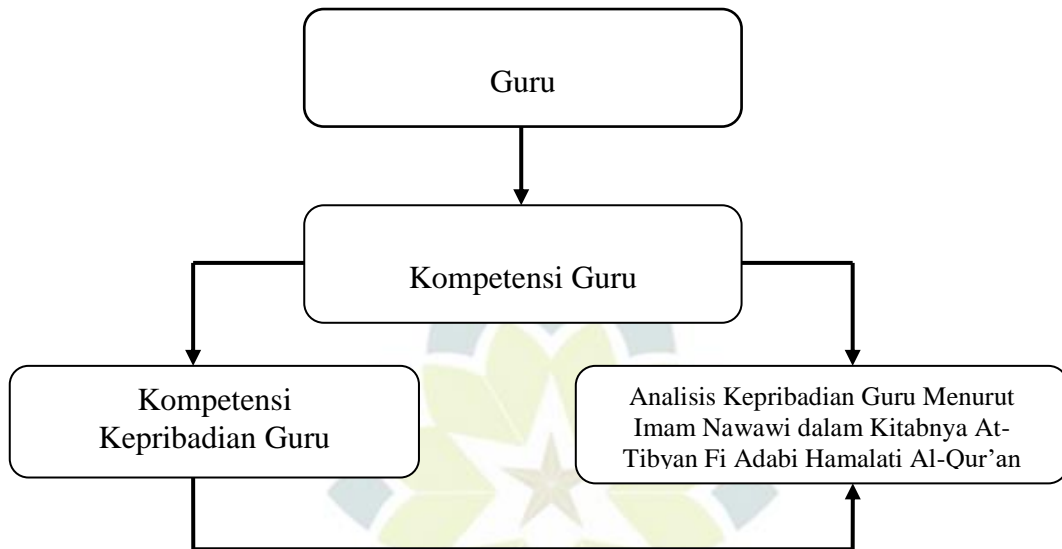 Guru
Kompetensi Guru
Kompetensi
Kepribadian Guru
Analisis Kepribadian Guru Menurut
Imam Nawawi dalam Kitabnya At-
Tibyan Fi Adabi Hamalati Al-Qur’an